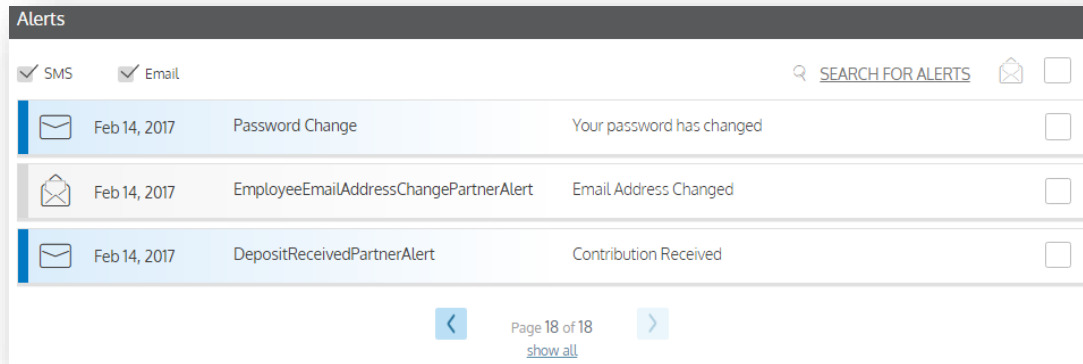 Alerts
SMS Email SEARCH FOR ALERTS
Feb 14, 2017 Password Change Your password has changed
Feb 14, 2017 EmployeeEmailAddressChangePartnerAlert Email Address Changed
Feb 14, 2017 DepositReceivedPartnerAlert Contribution Received
Page 18 of 18
show all